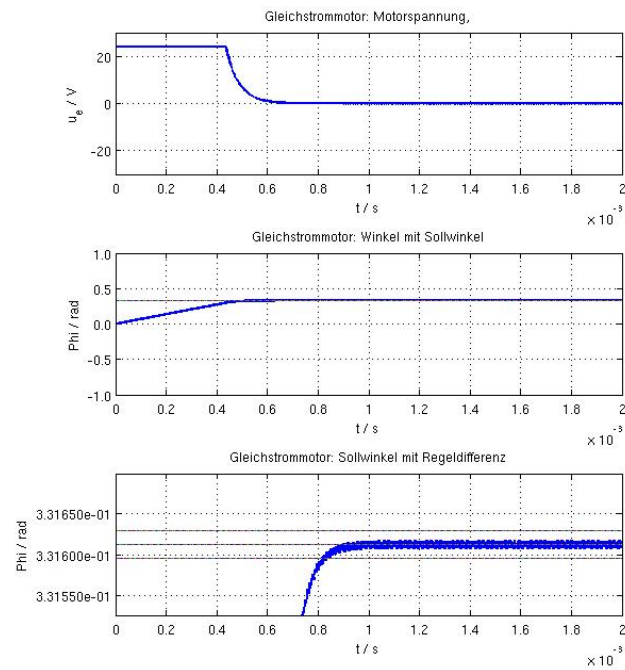 Gleichstrommotor: Motorspannung,
20
0
-20
u_e / V
0 0.2 0.4 0.6 0.8 1 1.2 1.4 1.6 1.8 2
t / s
x 10^-3
Gleichstrommotor: Winkel mit Sollwinkel
1.0
0.5
0.0
-0.5
-1.0
Phi / rad
0 0.2 0.4 0.6 0.8 1 1.2 1.4 1.6 1.8 2
t / s
x 10^-3
Gleichstrommotor: Sollwinkel mit Regeldifferenz
3.31650e-01
3.31600e-01
3.31550e-01
Phi / rad
0 0.2 0.4 0.6 0.8 1 1.2 1.4 1.6 1.8 2
t / s
x 10^-3